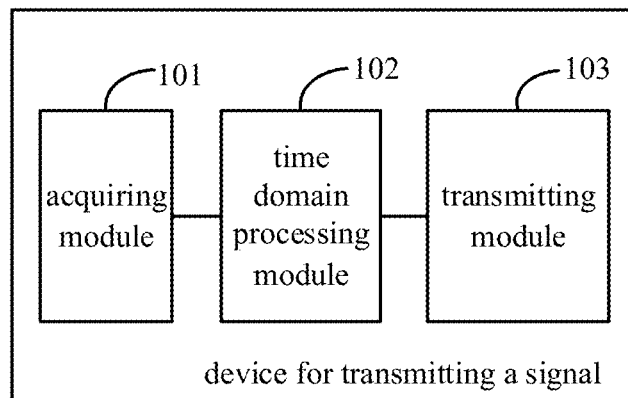 101
102
103
acquiring
module
time
domain
processing
module
transmitting
module
device for transmitting a signal